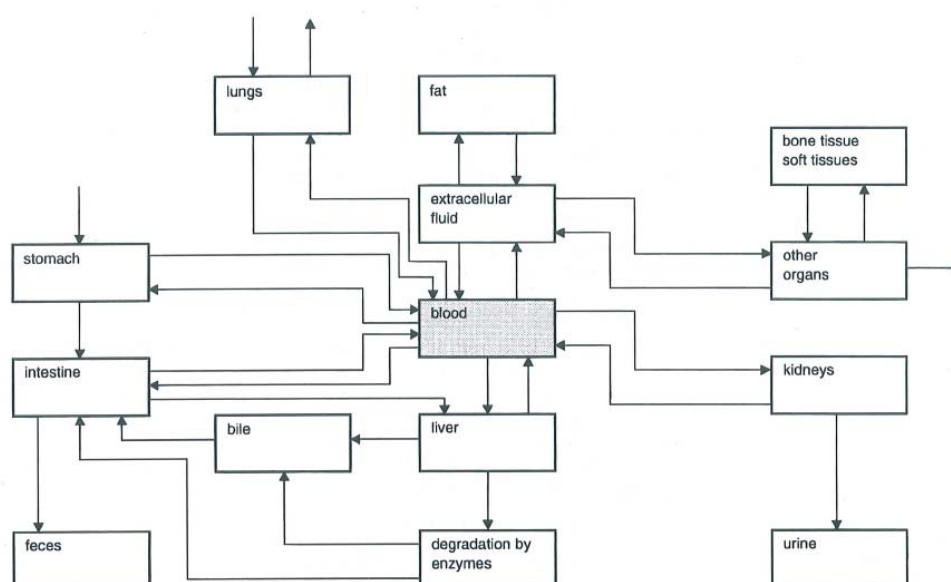 lungs
fat
bone tissue
soft tissues
extracellular
fluid
stomach
other
organs
blood
intestine
kidneys
bile
liver
feces
degradation by
enzymes
urine